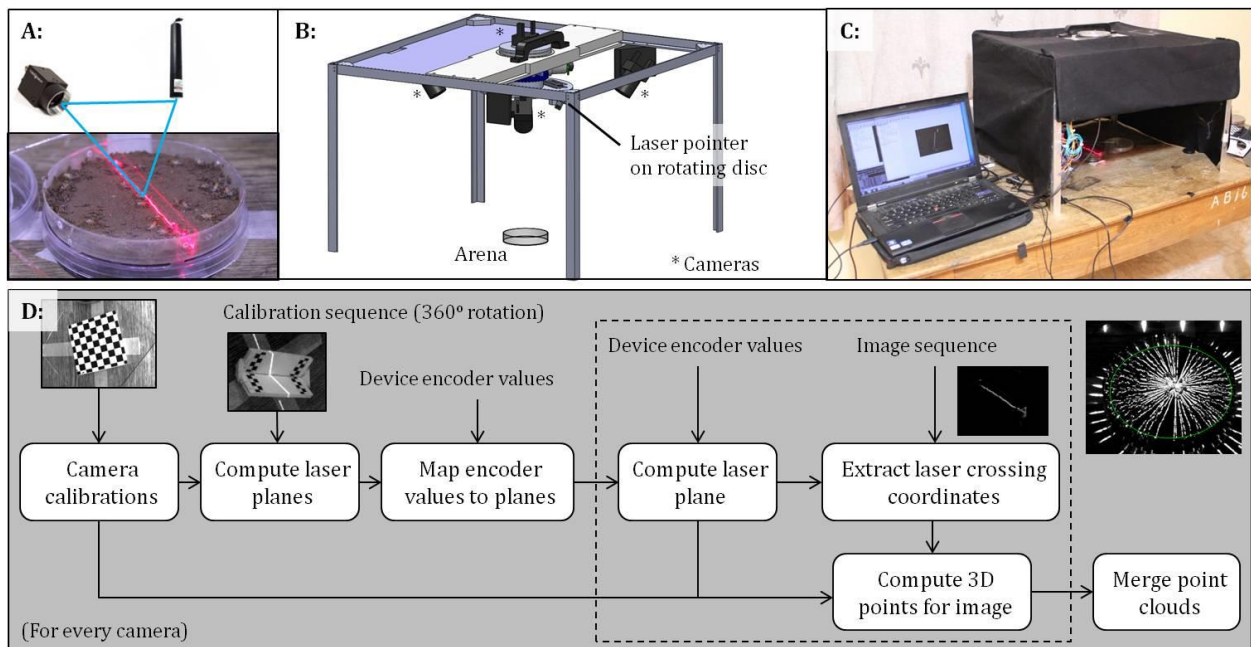 A:
B:
*
*
*
*
Laser pointer
on rotating disc
Arena
* Cameras
C:
AB16
D:
Calibration sequence (360º rotation)
Device encoder values
Device encoder values
Image sequence
Camera
calibrations
Compute laser
planes
Map encoder
values to planes
Compute laser
plane
Extract laser crossing
coordinates
Compute 3D
points for image
Merge point
clouds
(For every camera)